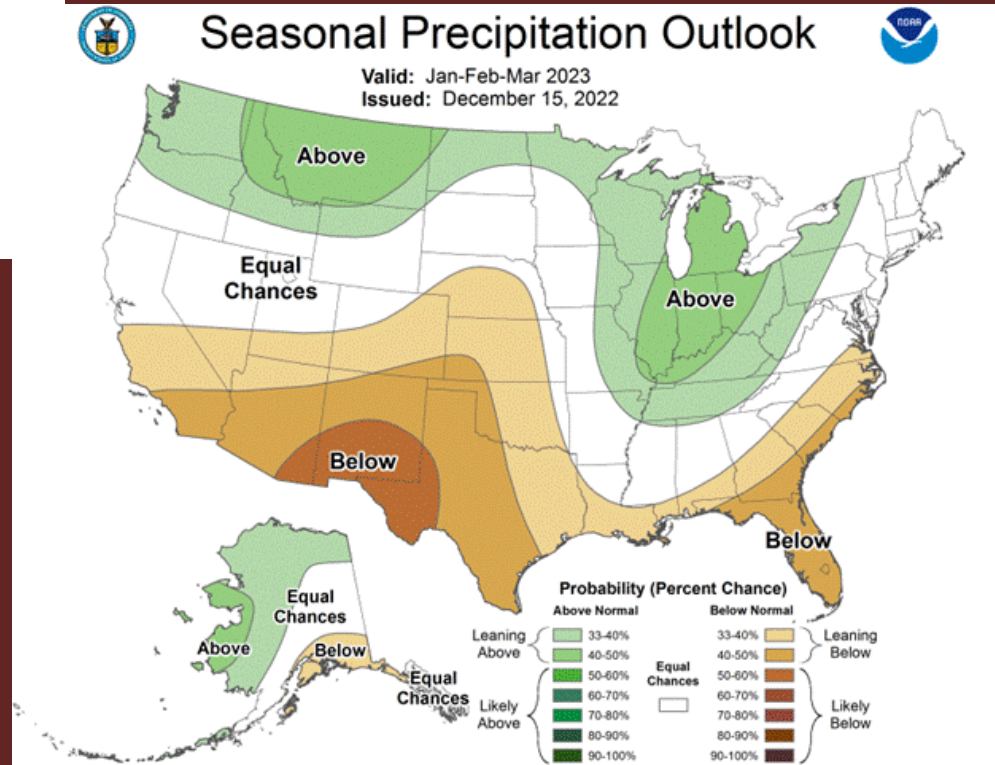 Seasonal Precipitation Outlook
NOAA
Valid: Jan-Feb-Mar 2023
Issued: December 15, 2022
Above
Equal
Chances
Above
Below
Below
Equal
Chances
Above
Below
Equal
Chances
Probability (Percent Chance)
Above Normal
Below Normal
Leaning
Above
33-40%
40-50%
Likely
Above
50-60%
60-70%
70-80%
80-90%
90-100%
Equal
Chances
33-40%
40-50%
Leaning
Below
50-60%
60-70%
70-80%
80-90%
90-100%
Likely
Below